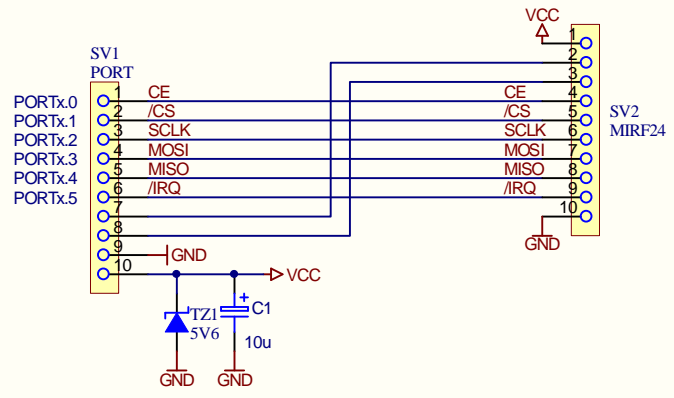 VCC
SV1
PORT
1
2
3
4
5
6
7
8
9
10
PORTx.0
PORTx.1
PORTx.2
PORTx.3
PORTx.4
PORTx.5
CE
/CS
SCLK
MOSI
MISO
/IRQ
GND
VCC
TZ1
5V6
C1
10u
+
GND
GND
CE
/CS
SCLK
MOSI
MISO
/IRQ
1
2
3
4
5
6
7
8
9
10
SV2
MIRF24
GND